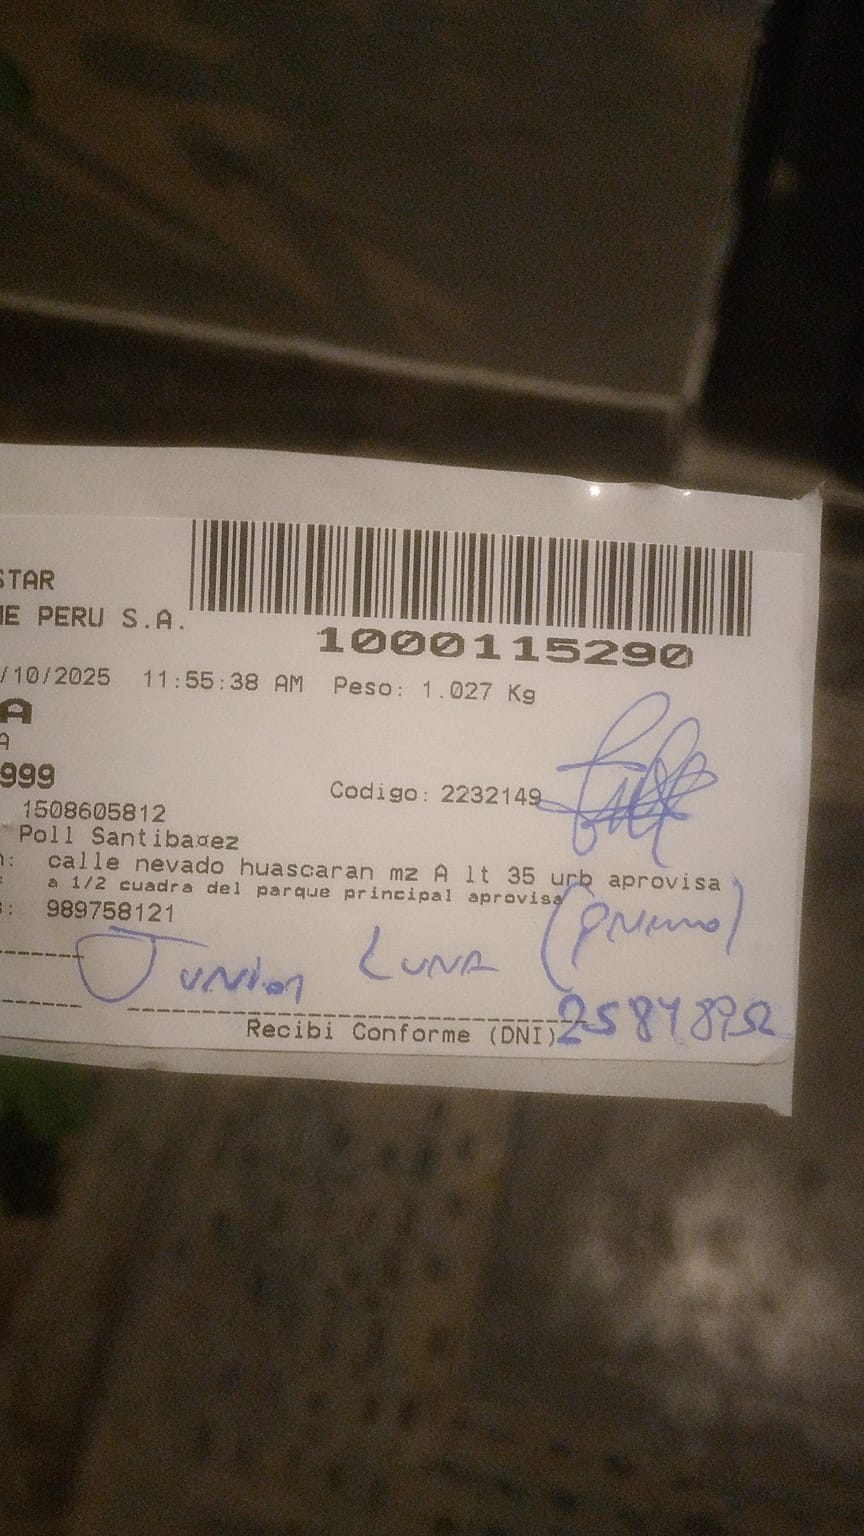 STAR
E PERU S.A.
1000115290
/10/2025 11:55:38 AM Peso: 1.027 Kg
A
A
999
Codigo: 2232149
1508605812
Poll Santiba¤ez
: calle nevado huascaran mz A lt 35 urb aprovisa
: a 1/2 cuadra del parque principal aprovisa
: 989758121
Junior Luna (primo)
Recibi Conforme (DNI)